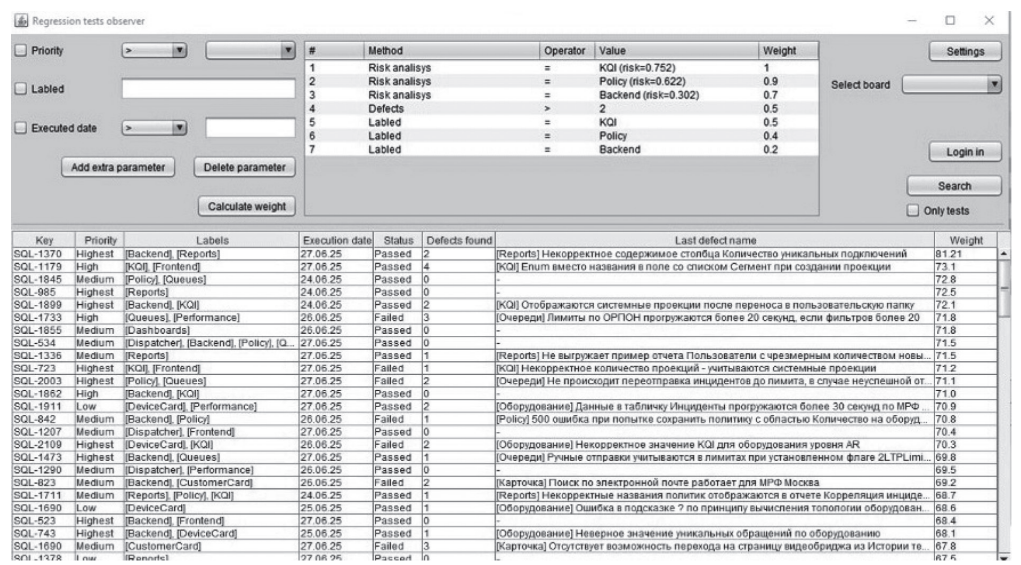 Regression tests observer
Priority > # Method Operator Value Weight Settings
1 Risk analisys = KQI (risk=0.752) 1
2 Risk analisys = Policy (risk=0.622) 0.9
Labled 3 Risk analisys = Backend (risk=0.302) 0.7 Select board
4 Defects > 2 0.5
5 Labled = KQI 0.5
Executed date > 6 Labled = Policy 0.4
7 Labled = Backend 0.2
Login in
Add extra parameter Delete parameter
Search
Calculate weight Only tests
Key Priority Labels Execution date Status Defects found Last defect name Weight
SQL-1370 Highest [Backend], [Reports] 27.06.25 Passed 2 [Reports] Некорректное содержимое столбца Количество уникальных подключений 81.21
SQL-1179 High [KQI], [Frontend] 27.06.25 Passed 4 [KQI] Enum вместо названия в поле со списком Сегмент при создании проекции 73.1
SQL-1845 Medium [Policy], [Queues] 24.06.25 Passed 0 - 72.8
SQL-985 Highest [Reports] 24.06.25 Passed 0 - 72.5
SQL-1899 Highest [Backend], [KQI] 24.06.25 Passed 2 [KQI] Отображаются системные проекции после переноса в пользовательскую папку 72.1
SQL-1733 High [Queues], [Performance] 26.06.25 Failed 3 [Очереди] Лимиты по ОРПОН прогружаются более 20 секунд, если фильтров более 20 71.8
SQL-1855 Medium [Dashboards] 26.06.25 Passed 0 - 71.8
SQL-534 Medium [Dispatcher], [Backend], [Policy], [Q... 27.06.25 Passed 0 - 71.5
SQL-1336 Medium [Reports] 27.06.25 Passed 1 [Reports] Не выгружает пример отчета Пользователи с чрезмерным количеством новы... 71.5
SQL-723 Highest [KQI], [Frontend] 27.06.25 Failed 1 [KQI] Некорректное количество проекций - учитываются системные проекции 71.2
SQL-2003 Highest [Policy], [Queues] 27.06.25 Failed 2 [Очереди] Не происходит переотправка инцидентов до лимита, в случае неуспешной от... 71.1
SQL-1862 High [Backend], [KQI] 27.06.25 Passed 0 - 71.0
SQL-1911 Low [DeviceCard], [Performance] 27.06.25 Passed 2 [Оборудование] Данные в табличку Инциденты прогружаются более 30 секунд по МРФ ... 70.9
SQL-842 Medium [Backend], [Policy] 26.06.25 Failed 1 [Policy] 500 ошибка при попытке сохранить политику с областью Количество на оборуд... 70.8
SQL-1207 Medium [Dispatcher], [Frontend] 27.06.25 Passed 0 - 70.4
SQL-2109 Highest [DeviceCard], [KQI] 26.06.25 Failed 2 [Оборудование] Некорректное значение KQI для оборудования уровня AR 70.3
SQL-1473 Highest [Backend], [Queues] 27.06.25 Passed 1 [Очереди] Ручные отправки учитываются в лимитах при установленном флаге 2LTPLimi... 69.8
SQL-1290 Medium [Dispatcher], [Performance] 26.06.25 Passed 0 - 69.5
SQL-823 Medium [Backend], [CustomerCard] 26.06.25 Failed 2 [Карточка] Поиск по электронной почте работает для МРФ Москва 69.2
SQL-1711 Medium [Reports], [Policy], [KQI] 24.06.25 Passed 1 [Reports] Некорректные названия политик отображаются в отчете Корреляция инциде... 68.7
SQL-1690 Low [DeviceCard] 25.06.25 Passed 1 [Оборудование] Ошибка в подсказке ? по принципу вычисления топологии оборудован... 68.6
SQL-523 Highest [Backend], [Frontend] 27.06.25 Passed 0 - 68.4
SQL-743 Highest [Backend], [DeviceCard] 25.06.25 Passed 1 [Оборудование] Неверное значение уникальных обращений по оборудованию 68.1
SQL-1690 Medium [CustomerCard] 27.06.25 Failed 3 [Карточка] Отсутствует возможность перехода на страницу видеобриджа из Истории те... 67.8
SQL-1378 Low [Reports] 27.06.25 Passed 0 - 67.5